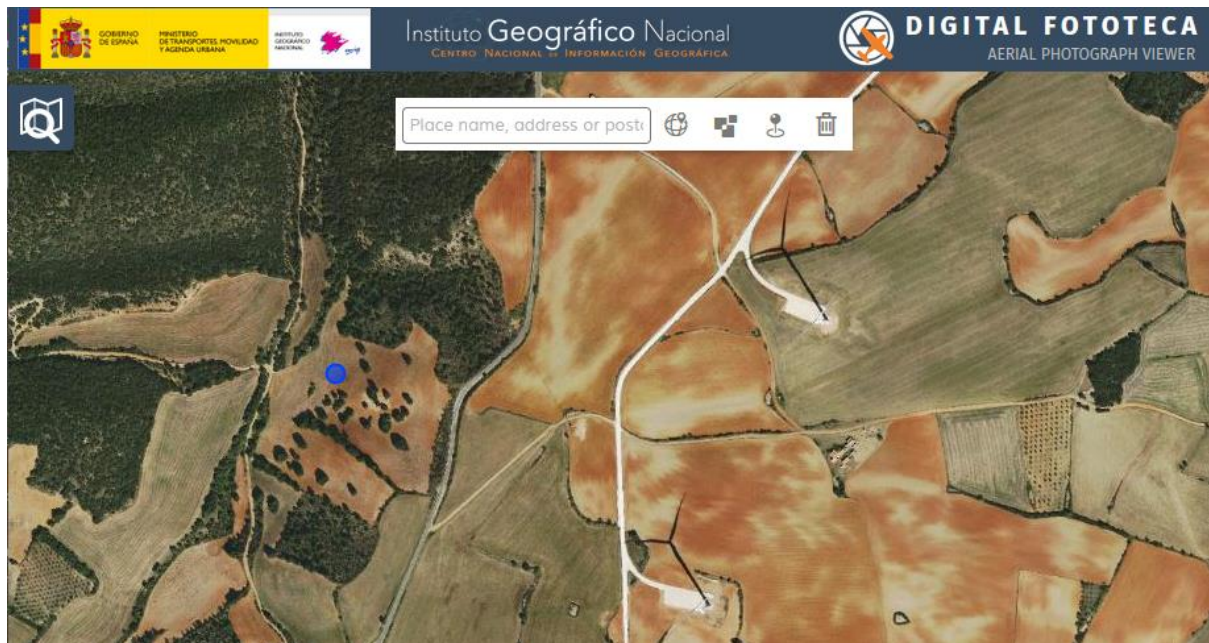 GOBIERNO
DE ESPAÑA
MINISTERIO
DE TRANSPORTES, MOVILIDAD
Y AGENDA URBANA
INSTITUTO
GEOGRÁFICO
NACIONAL
Instituto Geográfico Nacional
CENTRO NACIONAL DE INFORMACIÓN GEOGRÁFICA
DIGITAL FOTOTECA
AERIAL PHOTOGRAPH VIEWER
Place name, address or posta